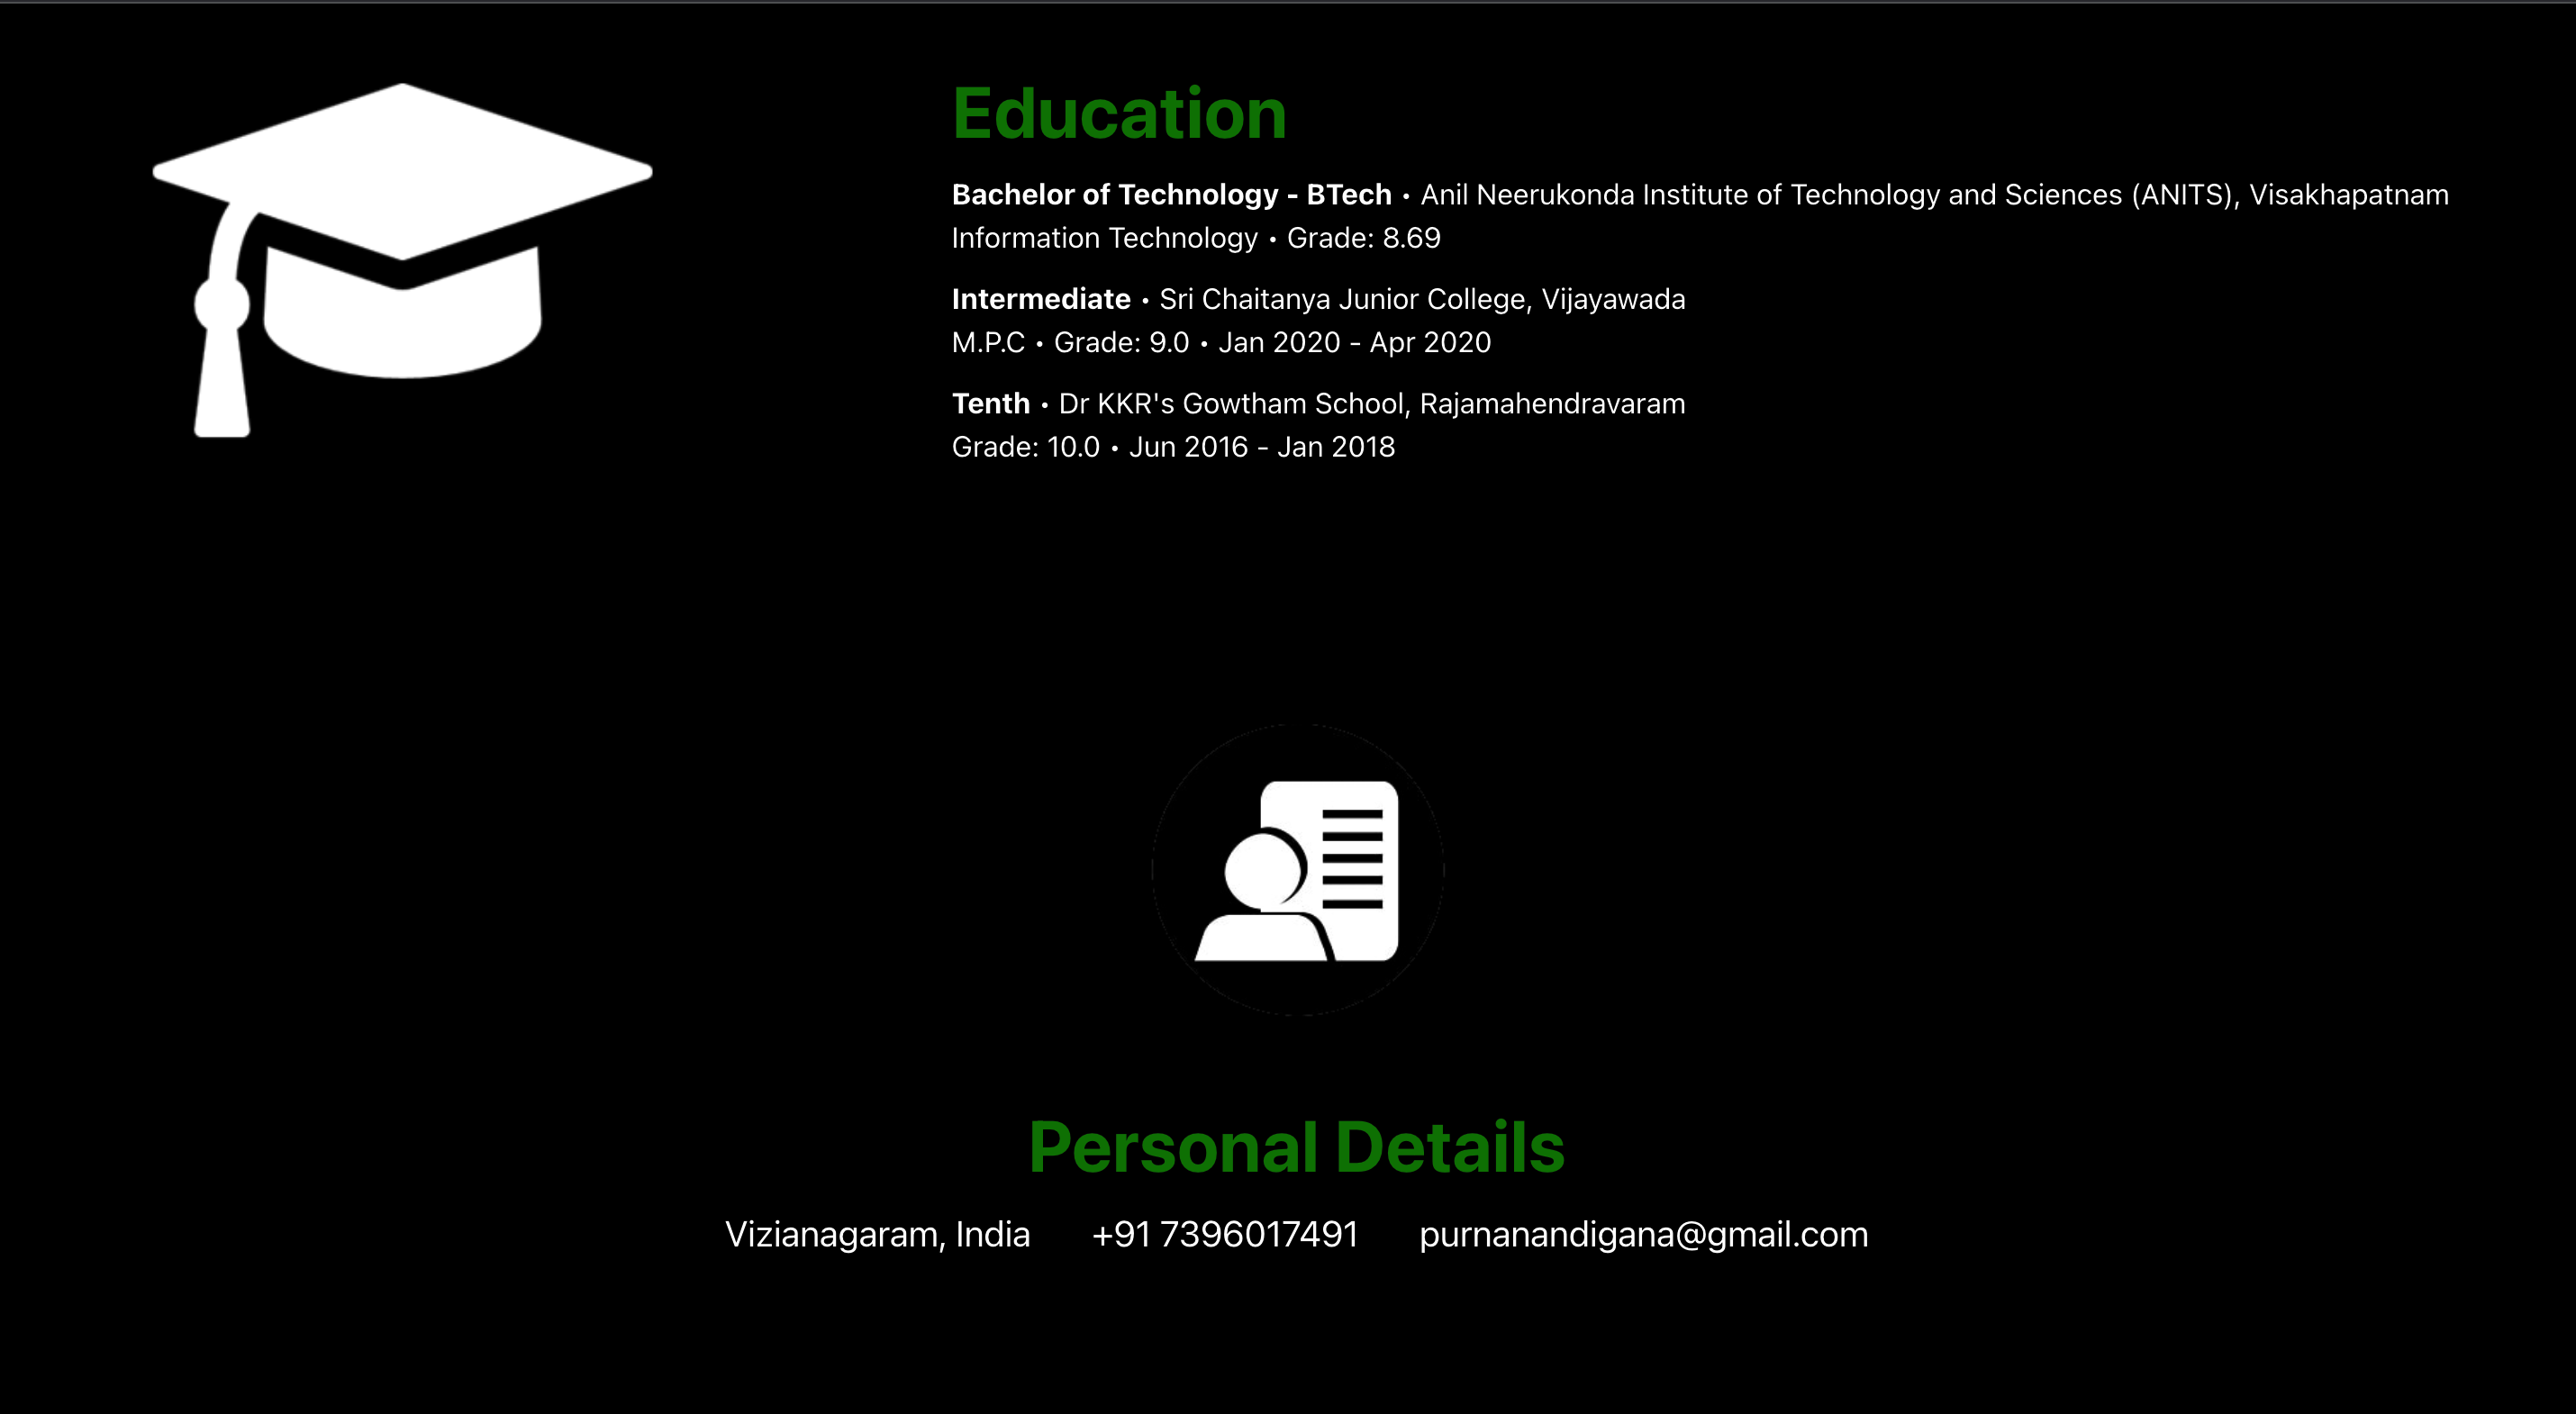 Education
Bachelor of Technology - BTech • Anil Neerukonda Institute of Technology and Sciences (ANITS), Visakhapatnam
Information Technology • Grade: 8.69
Intermediate • Sri Chaitanya Junior College, Vijayawada
M.P.C • Grade: 9.0 • Jan 2020 - Apr 2020
Tenth • Dr KKR's Gowtham School, Rajamahendravaram
Grade: 10.0 • Jun 2016 - Jan 2018
Personal Details
Vizianagaram, India +91 7396017491 purnanandigana@gmail.com